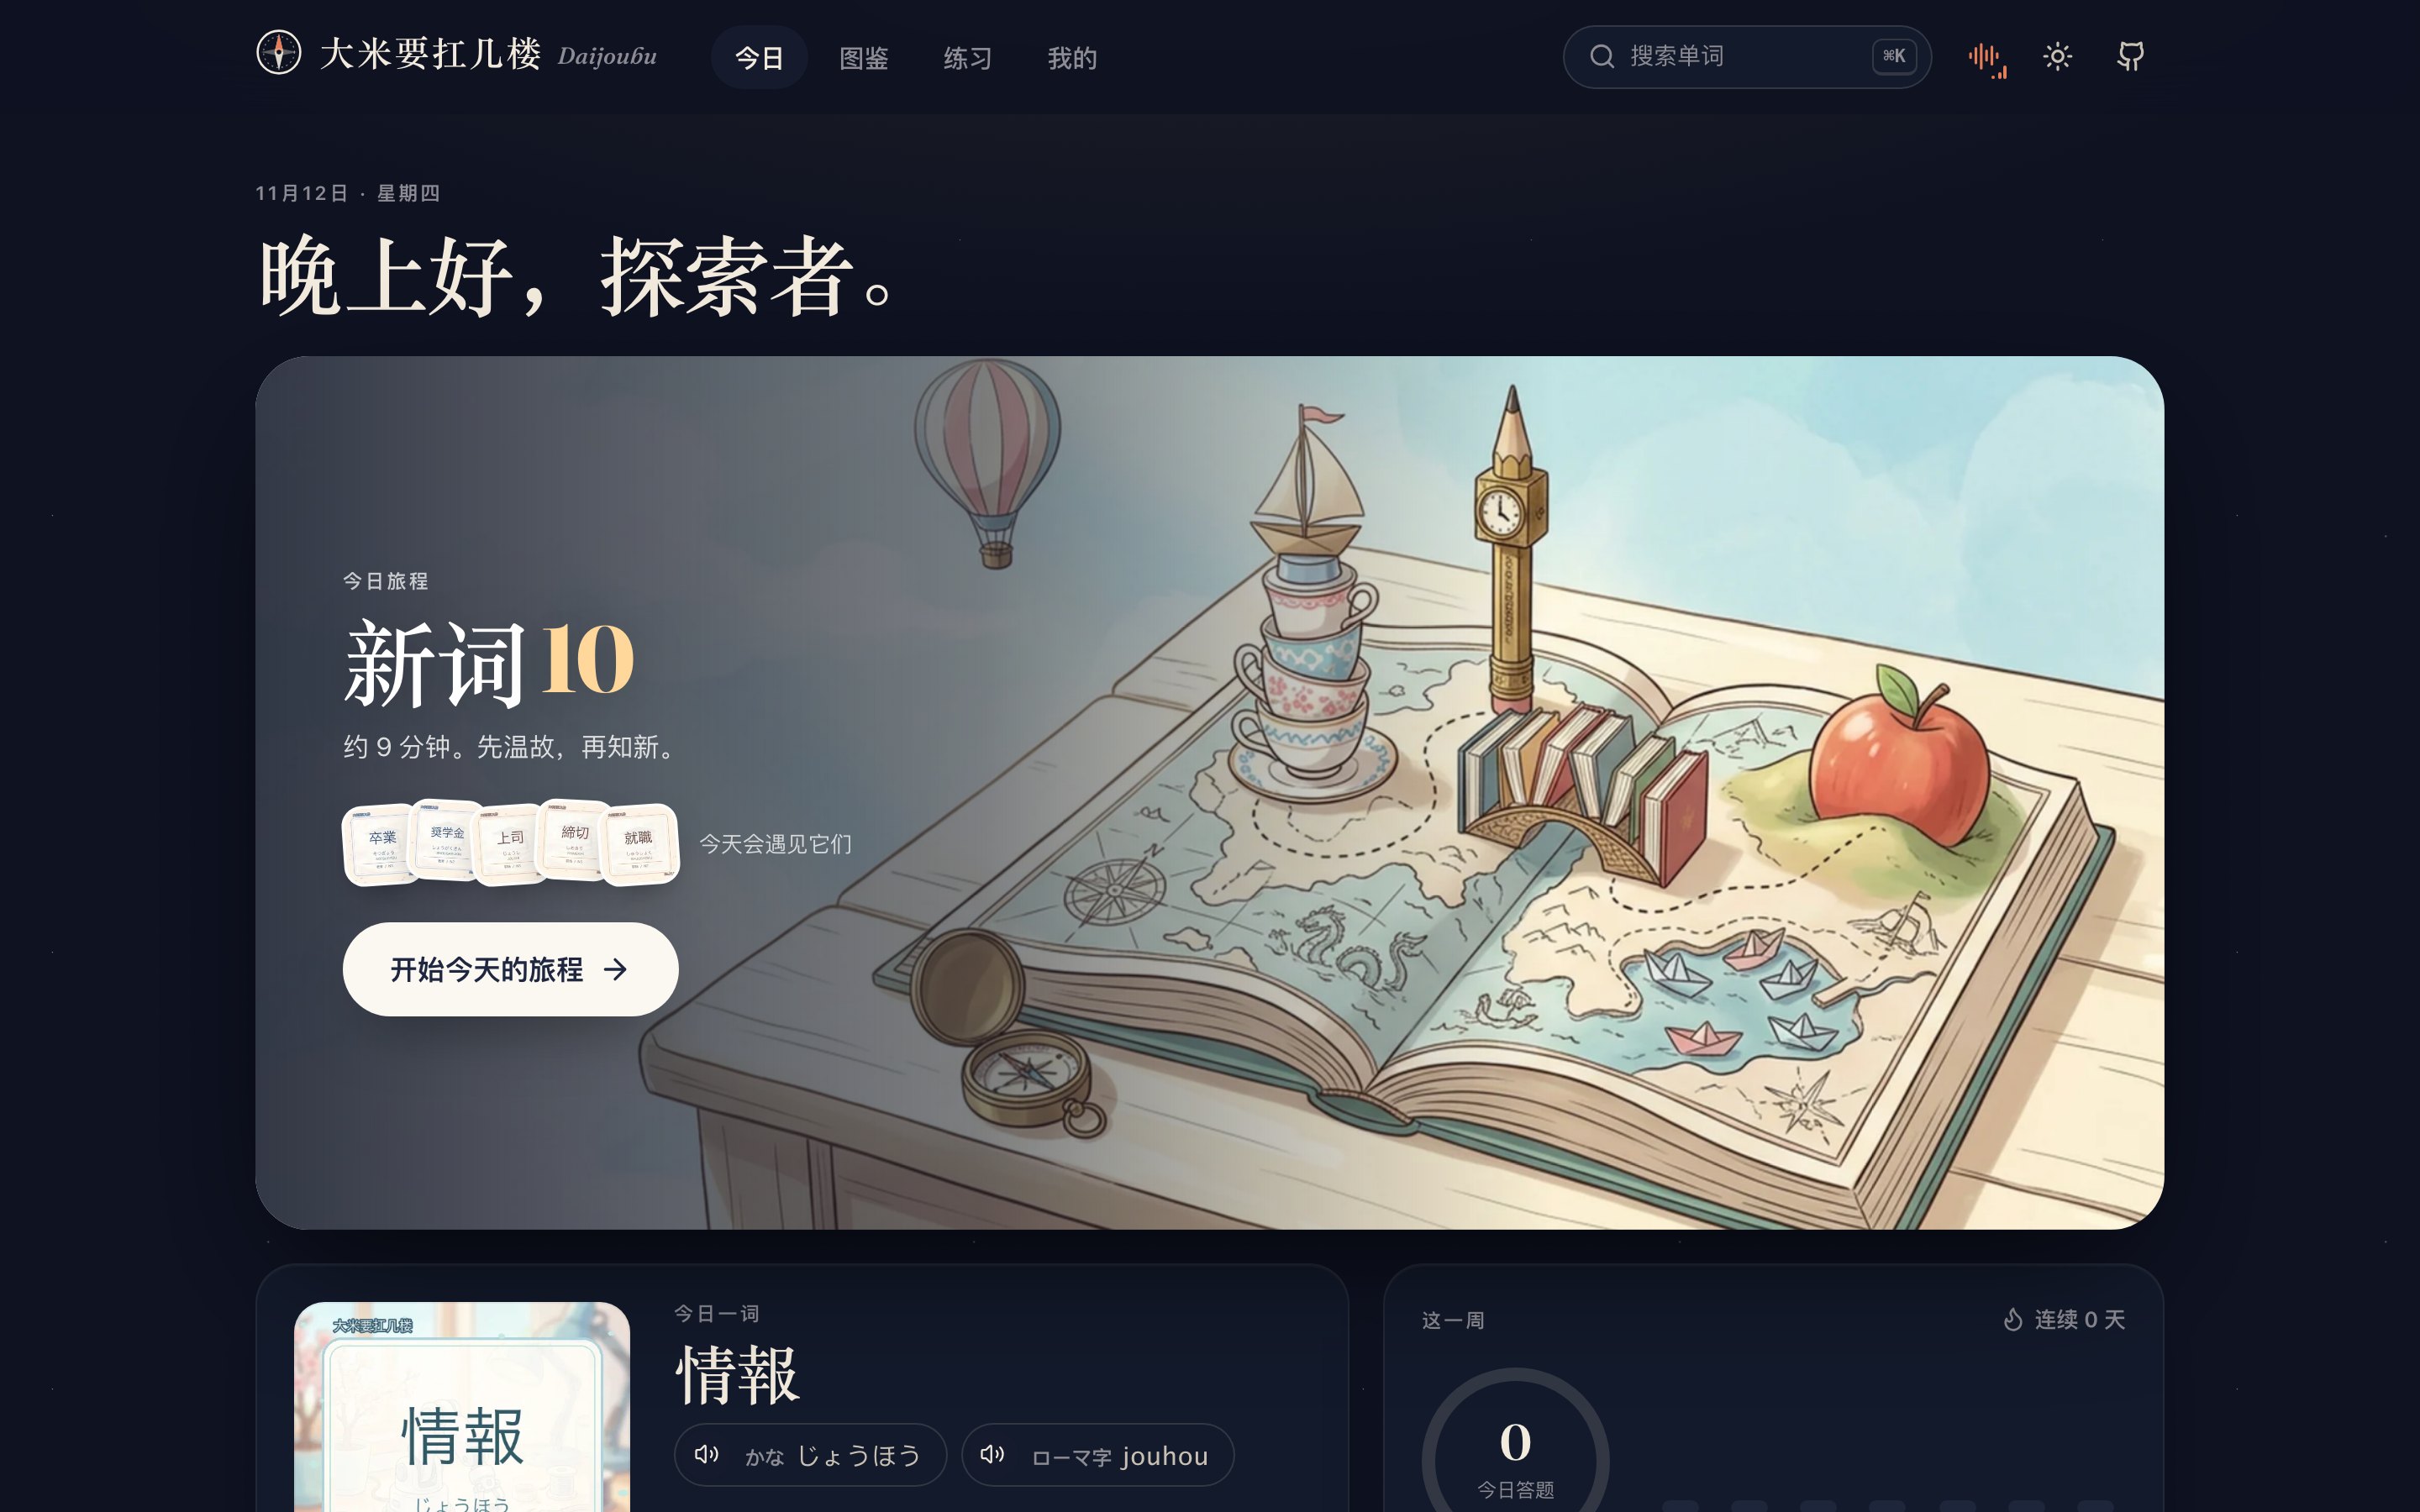 大米要扛几楼 Daijoubu 今日 图鉴 练习 我的 搜索单词 ⌘K
11月12日 · 星期四
晚上好，探索者。
今日旅程
新词 10
约 9 分钟。先温故，再知新。
卒業 奨学金 上司 締切 就職
今天会遇见它们
开始今天的旅程 →
N
大米要扛几楼
情報
じょうほう
今日一词
情報
かな じょうほう ローマ字 jouhou
这一周 连续 0 天
0
今日答题